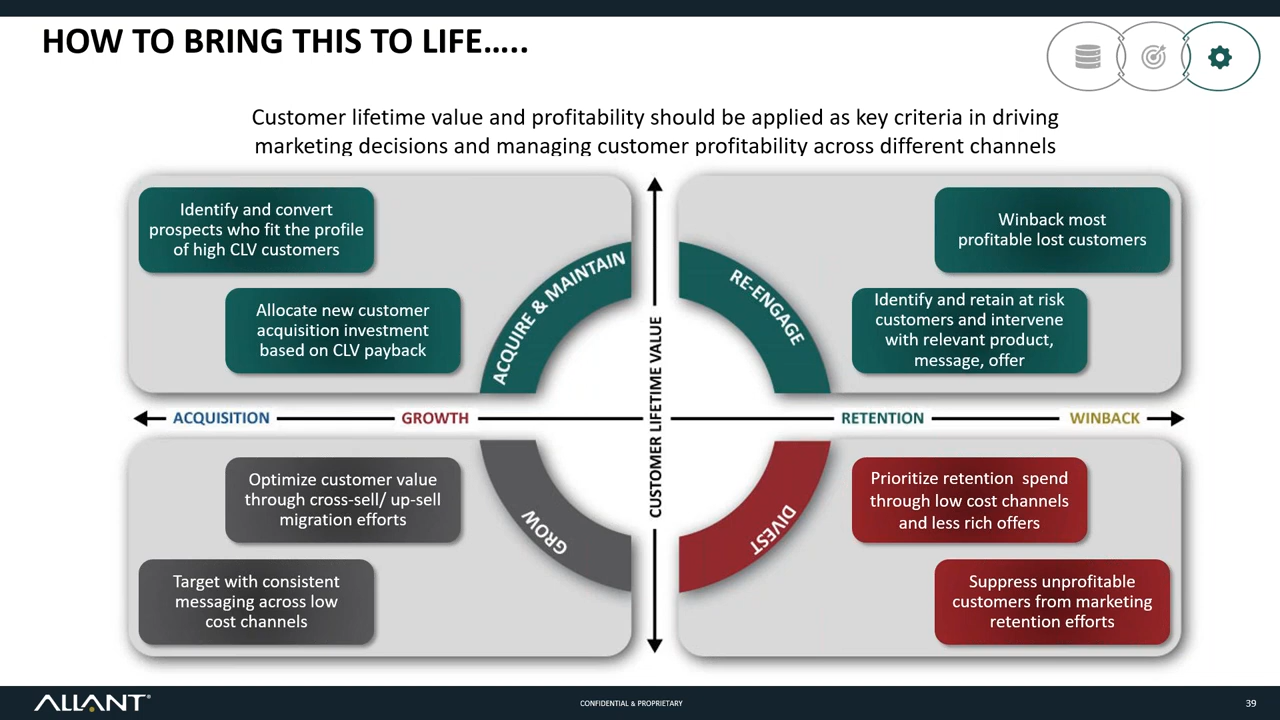 HOW TO BRING THIS TO LIFE…..
Customer lifetime value and profitability should be applied as key criteria in driving
marketing decisions and managing customer profitability across different channels
Identify and convert
prospects who fit the profile
of high CLV customers
Allocate new customer
acquisition investment
based on CLV payback
ACQUIRE & MAINTAIN
RE-ENGAGE
Winback most
profitable lost customers
Identify and retain at risk
customers and intervene
with relevant product,
message, offer
CUSTOMER LIFETIME VALUE
ACQUISITION
GROWTH
RETENTION
WINBACK
Optimize customer value
through cross-sell/ up-sell
migration efforts
Target with consistent
messaging across low
cost channels
GROW
DIVEST
Prioritize retention spend
through low cost channels
and less rich offers
Suppress unprofitable
customers from marketing
retention efforts
ALLANT
CONFIDENTIAL & PROPRIETARY
39